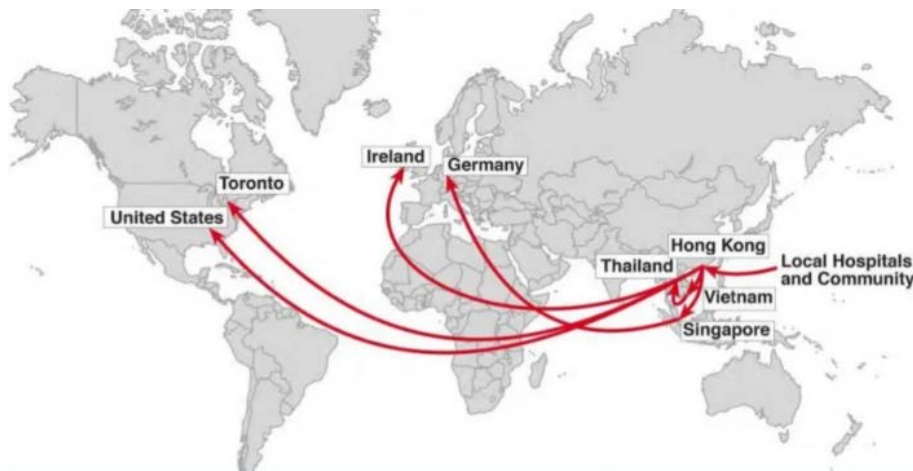 Ireland
Germany
Toronto
United States
Hong Kong
Thailand
Local Hospitals
and Community
Vietnam
Singapore